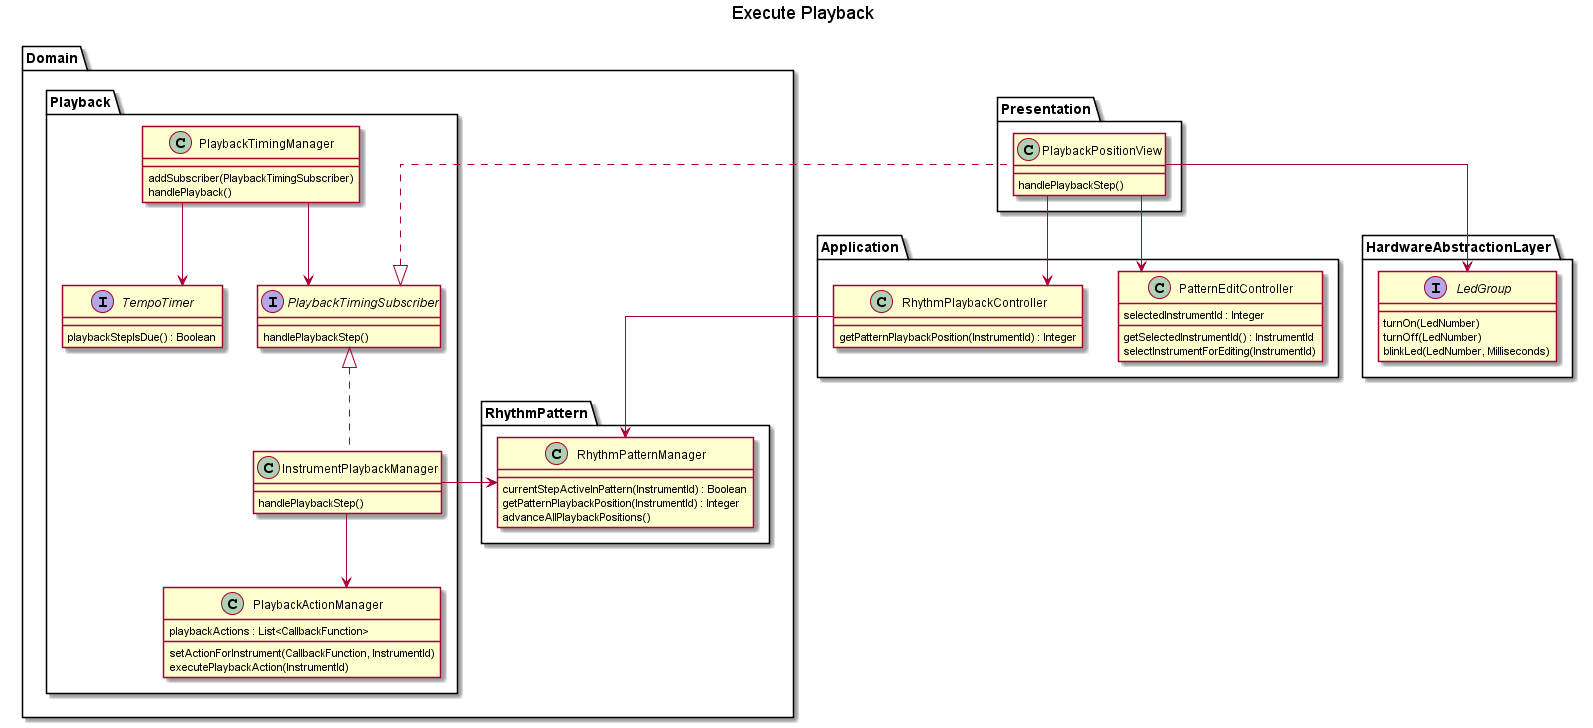 Execute Playback
Domain
Playback
C PlaybackTimingManager
addSubscriber(PlaybackTimingSubscriber)
handlePlayback()
I TempoTimer
playbackStepIsDue() : Boolean
I PlaybackTimingSubscriber
handlePlaybackStep()
C InstrumentPlaybackManager
handlePlaybackStep()
C PlaybackActionManager
playbackActions : List<CallbackFunction>
setActionForInstrument(CallbackFunction, InstrumentId)
executePlaybackAction(InstrumentId)
RhythmPattern
C RhythmPatternManager
currentStepActiveInPattern(InstrumentId) : Boolean
getPatternPlaybackPosition(InstrumentId) : Integer
advanceAllPlaybackPositions()
Presentation
C PlaybackPositionView
handlePlaybackStep()
Application
C RhythmPlaybackController
getPatternPlaybackPosition(InstrumentId) : Integer
C PatternEditController
selectedInstrumentId : Integer
getSelectedInstrumentId() : InstrumentId
selectInstrumentForEditing(InstrumentId)
HardwareAbstractionLayer
I LedGroup
turnOn(LedNumber)
turnOff(LedNumber)
blinkLed(LedNumber, Milliseconds)